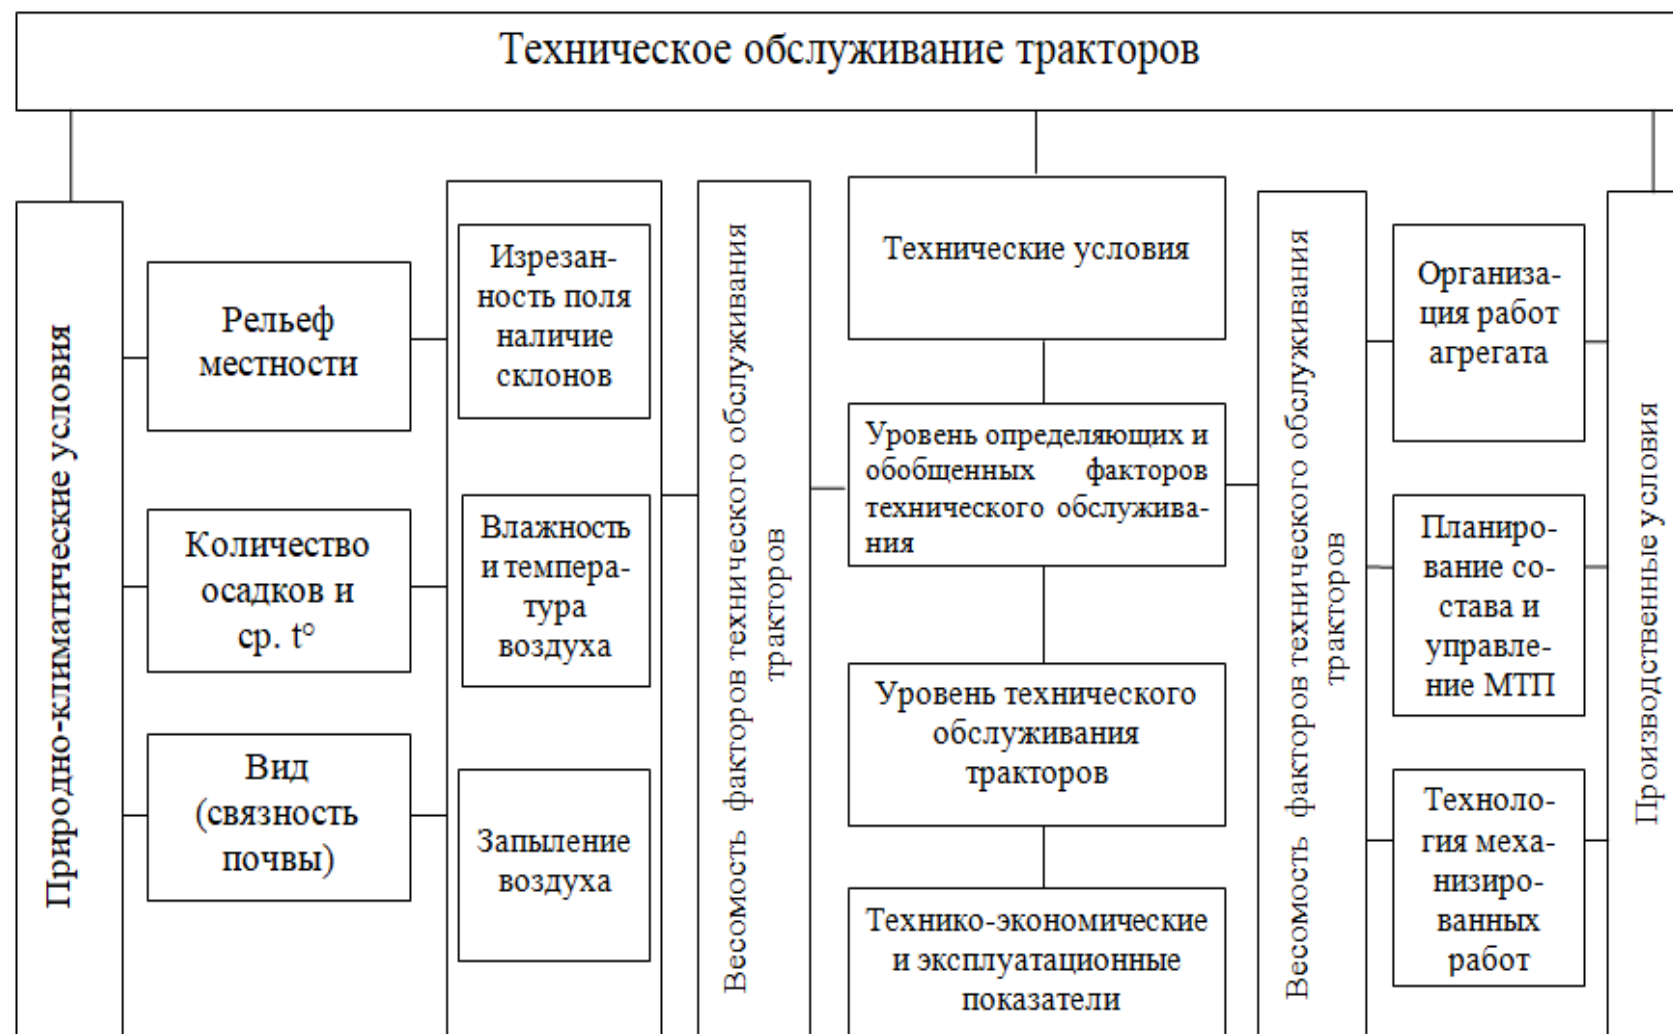 Техническое обслуживание тракторов
Природно-климатические условия
Рельеф
местности
Количество
осадков и
ср. t°
Вид
(связность
почвы)
Изрезан-
ность поля
наличие
склонов
Влажность
и темпера-
тура
воздуха
Запыление
воздуха
Весомость факторов технического обслуживания
тракторов
Технические условия
Уровень определяющих и
обобщенных факторов
технического обслужива-
ния
Уровень технического
обслуживания
тракторов
Технико-экономические
и эксплуатационные
показатели
Весомость факторов технического обслуживания
тракторов
Организа-
ция работ
агрегата
Планиро-
вание со-
става и
управле-
ние МТП
Техноло-
гия меха-
низиро-
ванных
работ
Производственные условия